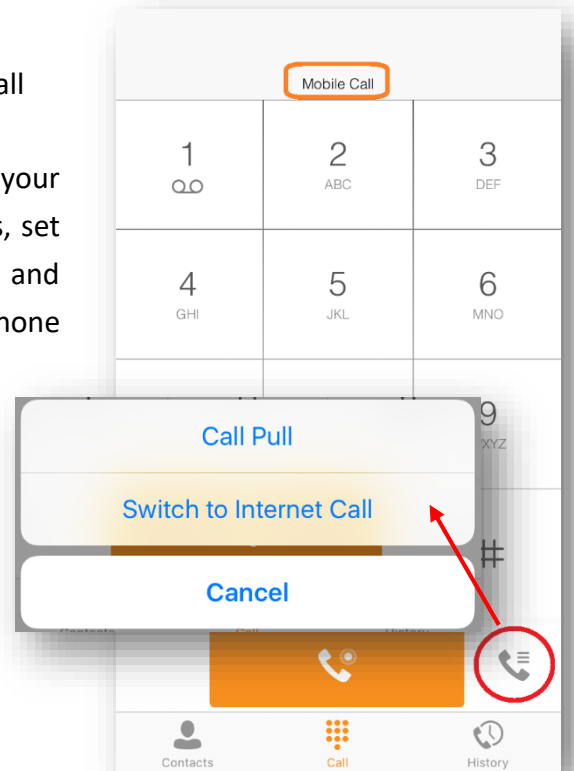 all
your
, set
and
none
Mobile Call
1
2
ABC
3
DEF
4
GHI
5
JKL
6
MNO
9
XYZ
#
Call Pull
Switch to Internet Call
Cancel
Contacts
Call
History